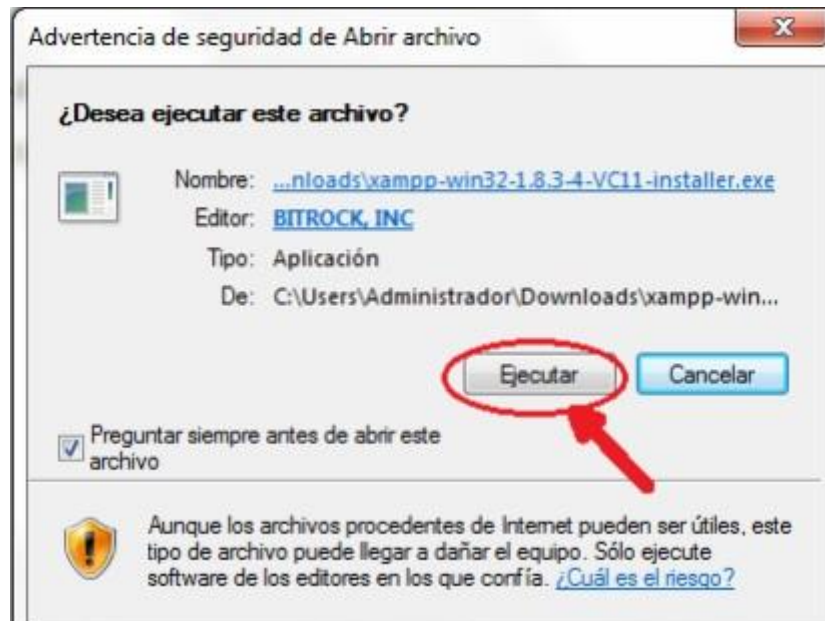 Advertencia de seguridad de Abrir archivo
¿Desea ejecutar este archivo?
Nombre: ...nloads\xampp-win32-1.8.3-4-VC11-installer.exe
Editor: BITROCK, INC
Tipo: Aplicación
De: C:\Users\Administrador\Downloads\xampp-win...
Ejecutar Cancelar
Preguntar siempre antes de abrir este
archivo
Aunque los archivos procedentes de Internet pueden ser útiles, este
tipo de archivo puede llegar a dañar el equipo. Sólo ejecute
software de los editores en los que confía. ¿Cuál es el riesgo?